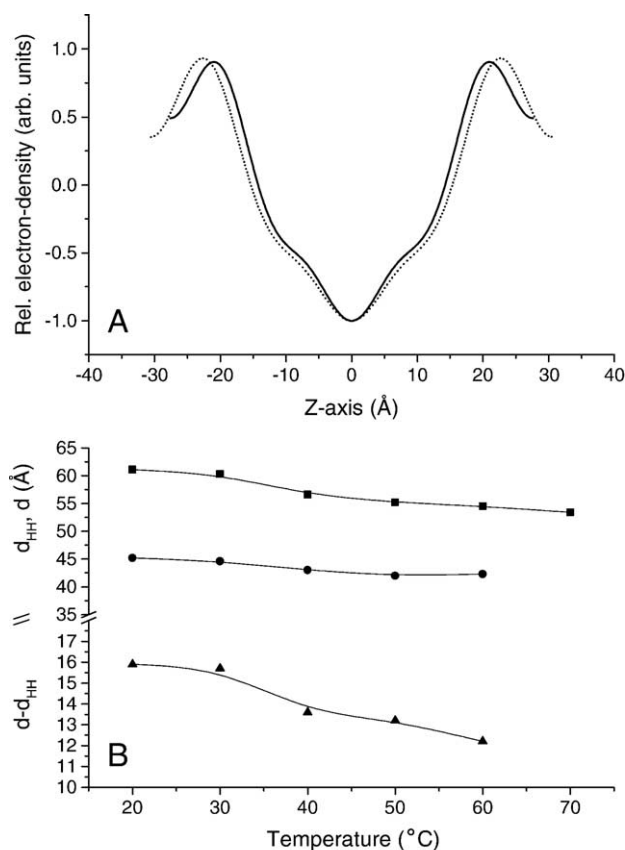 Rel. electron-density (arb. units)
1.0
0.5
0.0
-0.5
-1.0
A
-40 -30 -20 -10 0 10 20 30 40
Z-axis (Å)
d-d_HH \\ d_HH, d (Å)
65
60
55
50
45
40
35
17
16
15
14
13
12
11
10
B
20 30 40 50 60 70
Temperature (°C)